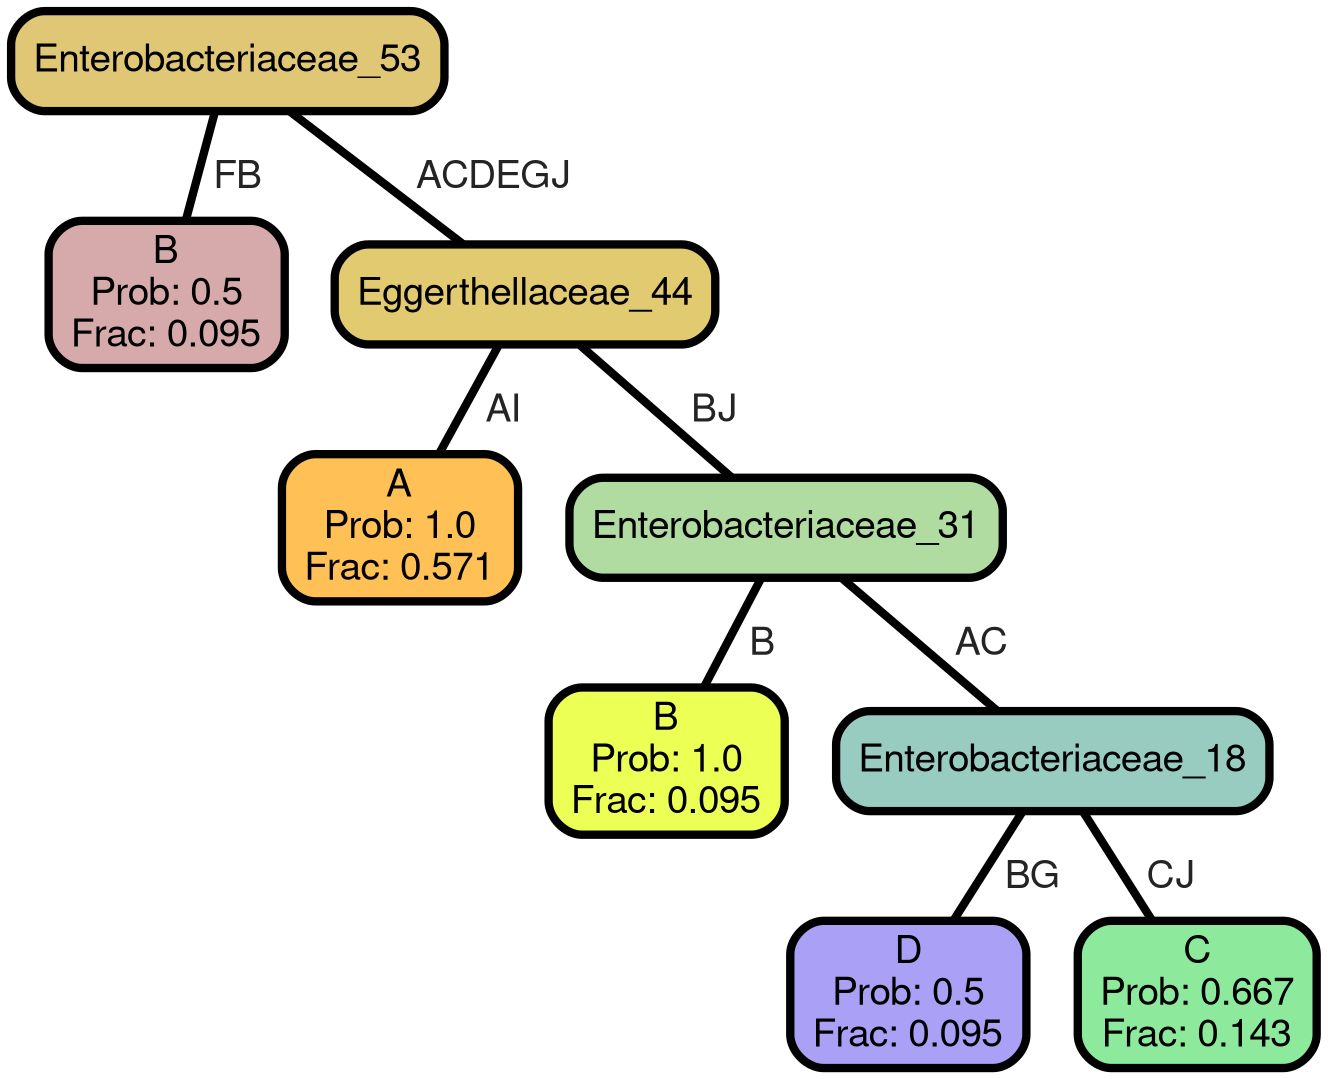 Enterobacteriaceae_53
FB
ACDEGJ
B
Prob: 0.5
Frac: 0.095
Eggerthellaceae_44
AI
BJ
A
Prob: 1.0
Frac: 0.571
Enterobacteriaceae_31
B
AC
B
Prob: 1.0
Frac: 0.095
Enterobacteriaceae_18
BG
CJ
D
Prob: 0.5
Frac: 0.095
C
Prob: 0.667
Frac: 0.143